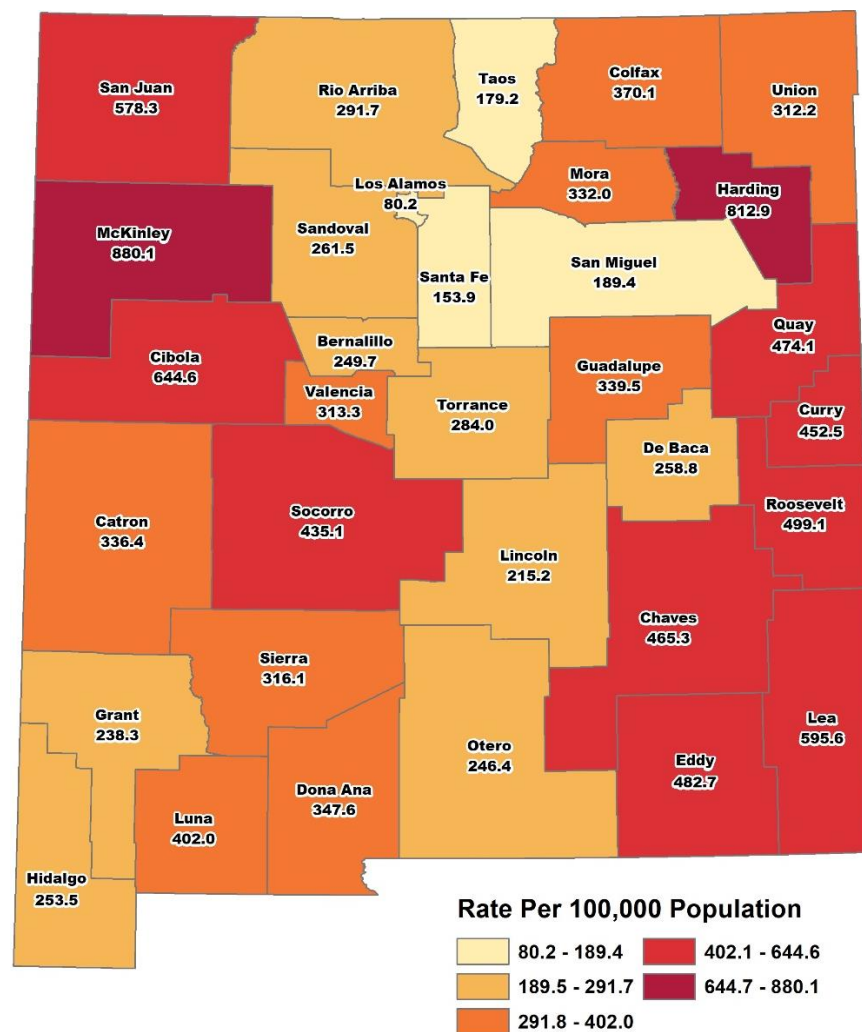 San Juan
578.3
Rio Arriba
291.7
Taos
179.2
Colfax
370.1
Union
312.2
Los Alamos
80.2
Mora
332.0
Harding
812.9
McKinley
880.1
Sandoval
261.5
Santa Fe
153.9
San Miguel
189.4
Quay
474.1
Cibola
644.6
Bernalillo
249.7
Valencia
313.3
Torrance
284.0
Guadalupe
339.5
Curry
452.5
De Baca
258.8
Roosevelt
499.1
Catron
336.4
Socorro
435.1
Lincoln
215.2
Chaves
465.3
Sierra
316.1
Grant
238.3
Otero
246.4
Eddy
482.7
Lea
595.6
Luna
402.0
Dona Ana
347.6
Hidalgo
253.5
Rate Per 100,000 Population
80.2 - 189.4
189.5 - 291.7
291.8 - 402.0
402.1 - 644.6
644.7 - 880.1